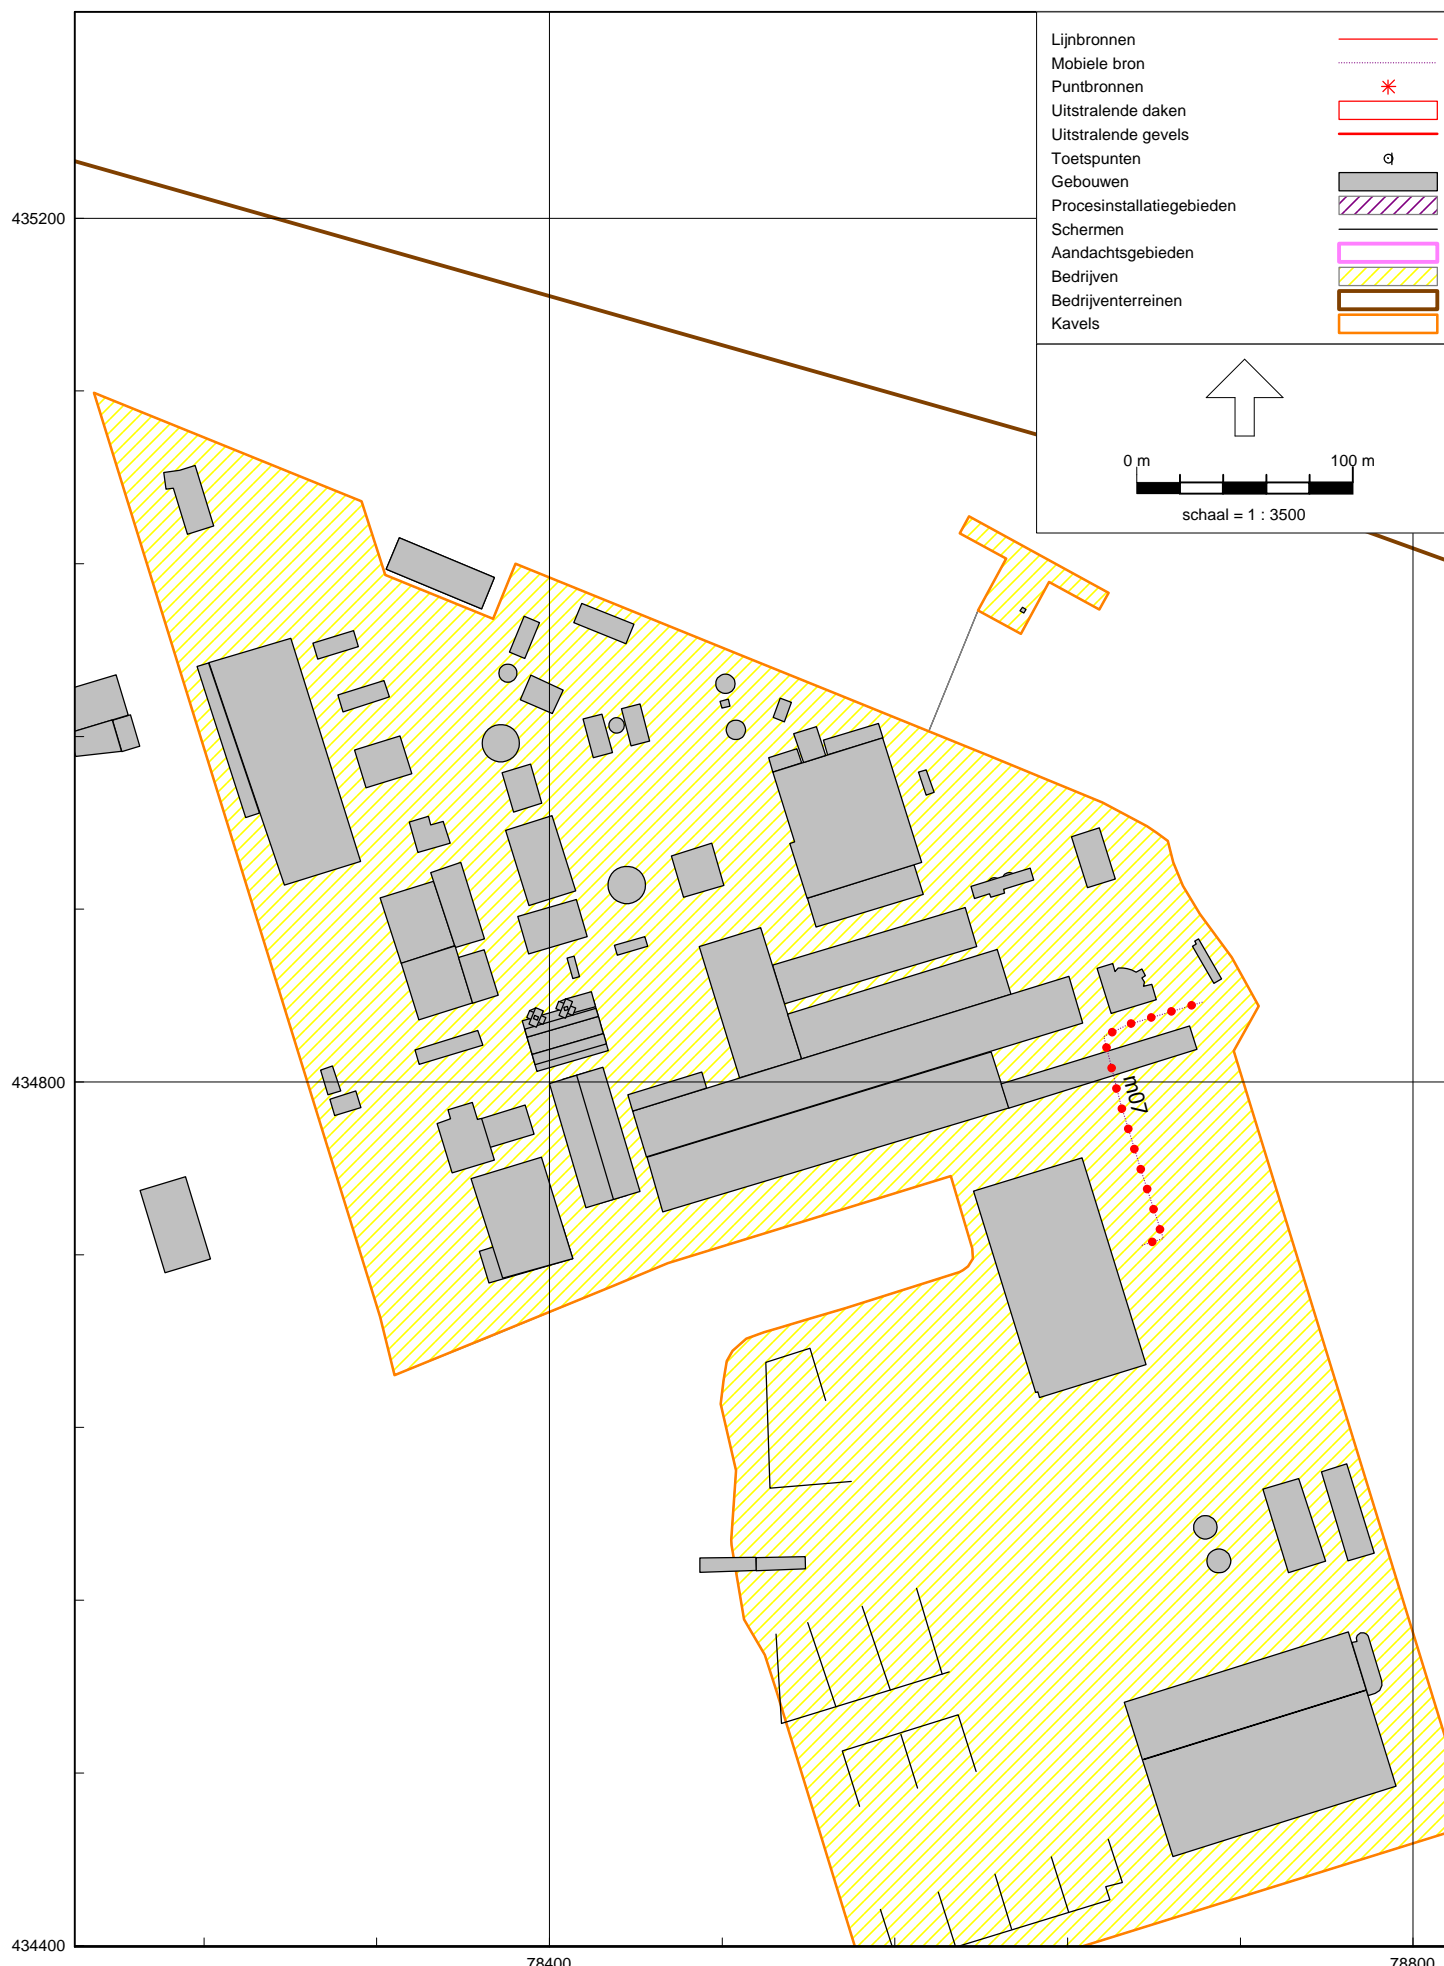 Lijnbronnen
Mobiele bron
Puntbronnen
Uitstralende daken
Uitstralende gevels
Toetspunten
Gebouwen
Procesinstallatiegebieden
Schermen
Aandachtsgebieden
Bedrijven
Bedrijventerreinen
Kavels
435200
0 m 100 m
schaal = 1 : 3500
434800
m07
434400
78400 78800